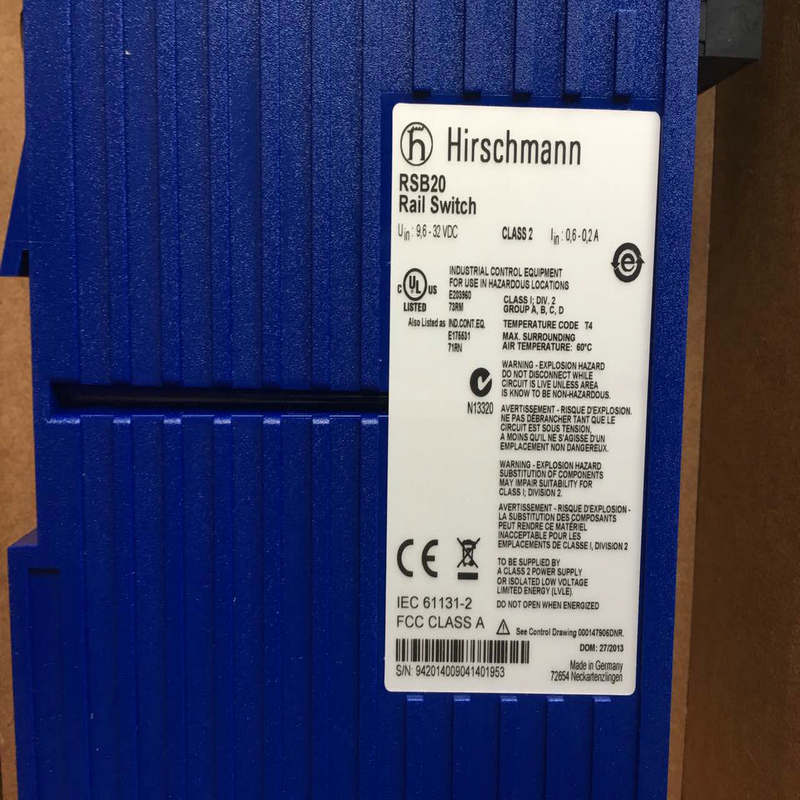 Hirschmann
RSB20
Rail Switch
Uin : 9,6 - 32 VDC CLASS 2 Iin : 0,6 - 0,2 A
INDUSTRIAL CONTROL EQUIPMENT
FOR USE IN HAZARDOUS LOCATIONS
C UL US
LISTED
E203960
73RM
CLASS I; DIV. 2
GROUP A, B, C, D
Also Listed as IND.CONT.EQ.
E175531
71RN
TEMPERATURE CODE T4
MAX. SURROUNDING
AIR TEMPERATURE: 60°C
N13320
WARNING - EXPLOSION HAZARD
DO NOT DISCONNECT WHILE
CIRCUIT IS LIVE UNLESS AREA
IS KNOW TO BE NON-HAZARDOUS.
AVERTISSEMENT - RISQUE D'EXPLOSION.
NE PAS DÉBRANCHER TANT QUE LE
CIRCUIT EST SOUS TENSION,
A MOINS QU'IL NE S'AGISSE D'UN
EMPLACEMENT NON DANGEREUX.
WARNING - EXPLOSION HAZARD
SUBSTITUTION OF COMPONENTS
MAY IMPAIR SUITABILITY FOR
CLASS I; DIVISION 2.
AVERTISSEMENT - RISQUE D'EXPLOSION -
LA SUBSTITUTION DES COMPOSANTS
PEUT RENDRE CE MATÉRIEL
INACCEPTABLE POUR LES
EMPLACEMENTS DE CLASSE I, DIVISION 2
CE
TO BE SUPPLIED BY
A CLASS 2 POWER SUPPLY
OR ISOLATED LOW VOLTAGE
LIMITED ENERGY (LVLE).
DO NOT OPEN WHEN ENERGIZED
IEC 61131-2
FCC CLASS A
See Control Drawing 000147906DNR.
DOM: 27/2013
S/N: 942014009041401953
Made in Germany
72654 Neckartenzlingen